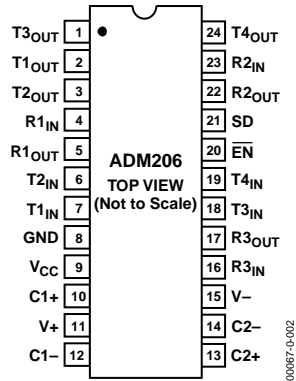 T3OUT 1 24 T4OUT
T1OUT 2 23 R2IN
T2OUT 3 22 R2OUT
R1IN 4 21 SD
R1OUT 5 20 EN
T2IN 6 19 T4IN
T1IN 7 18 T3IN
GND 8 17 R3OUT
VCC 9 16 R3IN
C1+ 10 15 V–
V+ 11 14 C2–
C1– 12 13 C2+
ADM206
TOP VIEW
(Not to Scale)
00067-0-002